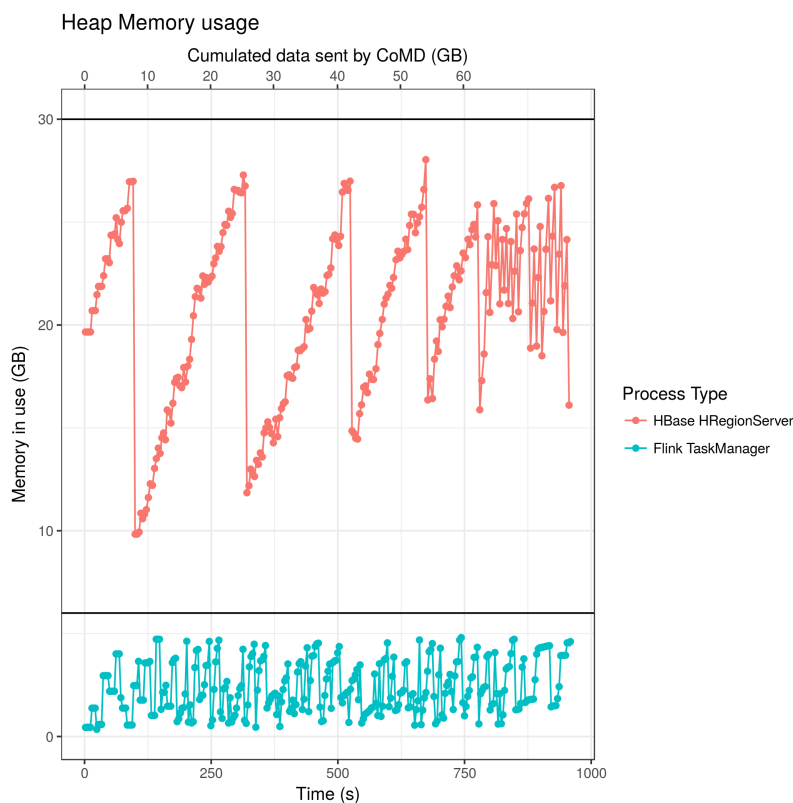 Heap Memory usage
Cumulated data sent by CoMD (GB)
0 10 20 30 40 50 60
30
20
10
0
Memory in use (GB)
0 250 500 750 1000
Time (s)
Process Type
HBase HRegionServer
Flink TaskManager